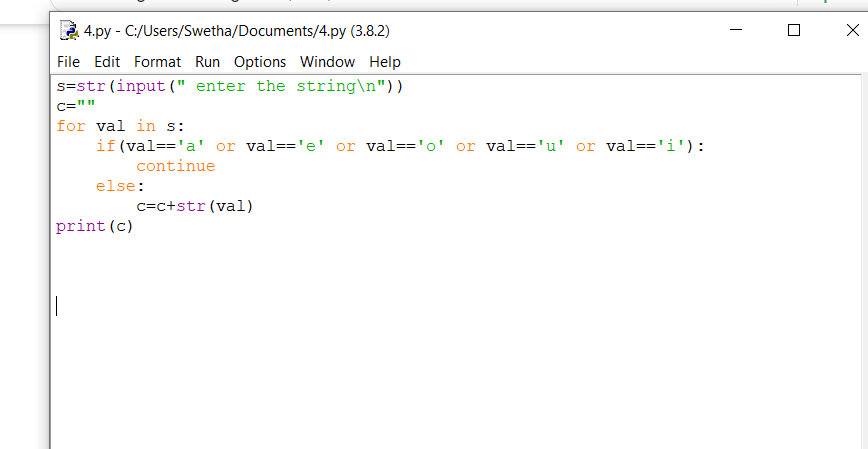 4.py - C:/Users/Swetha/Documents/4.py (3.8.2)
File Edit Format Run Options Window Help
s=str(input(" enter the string\n"))
c=""
for val in s:
    if(val=='a' or val=='e' or val=='o' or val=='u' or val=='i'):
        continue
    else:
        c=c+str(val)
print(c)